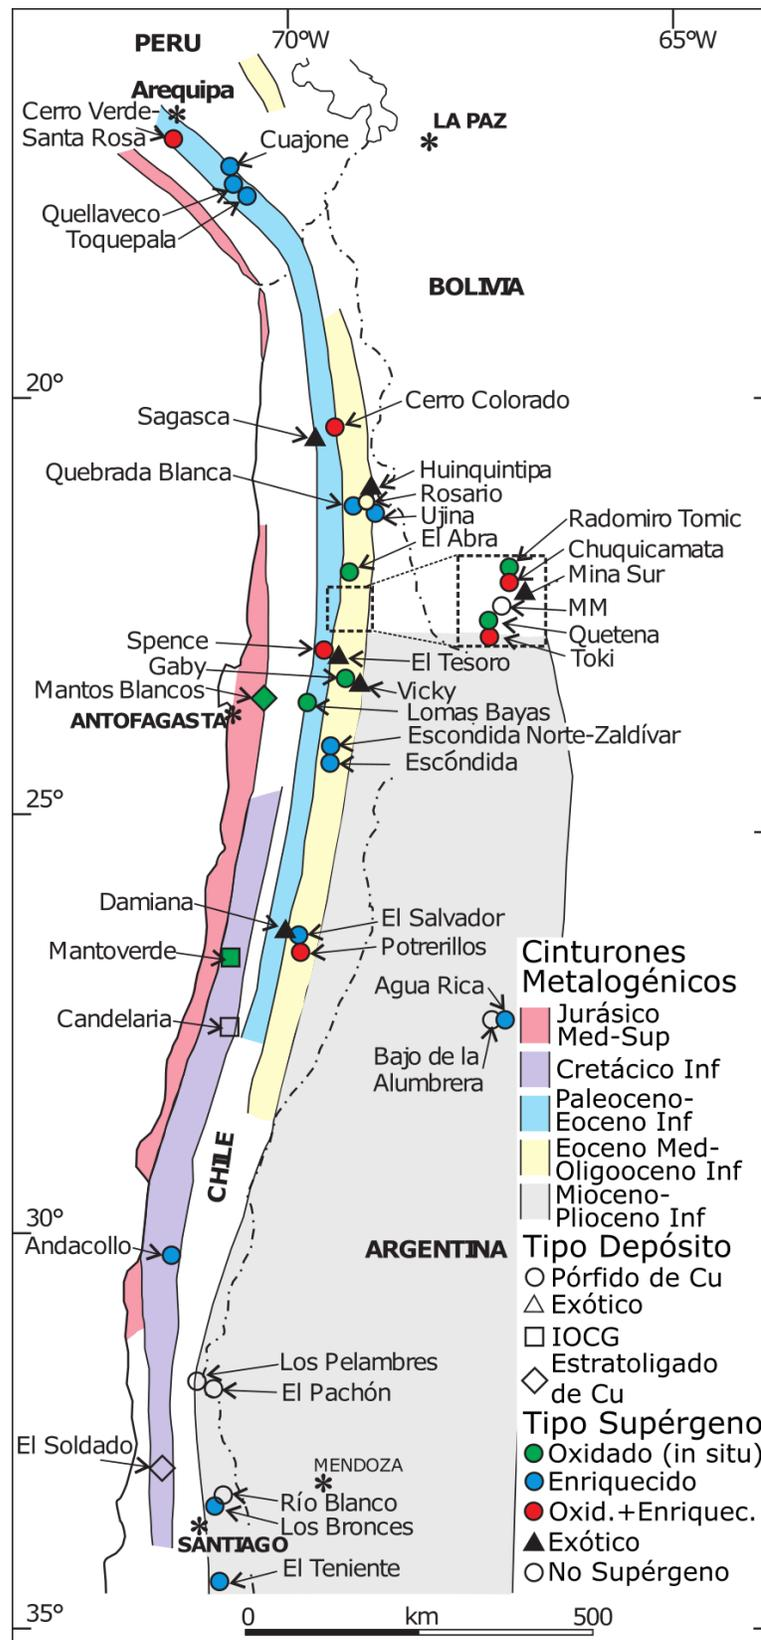 70°W
65°W
PERU
Arequipa
Cerro Verde-
Santa Rosa
LA PAZ
Cuajone
Quellaveco
Toquepala
BOLIVIA
20°
Cerro Colorado
Sagasca
Huinquintipa
Quebrada Blanca
Rosario
Ujina
El Abra
Radomiro Tomic
Chuquicamata
Mina Sur
MM
Quetena
Toki
Spence
El Tesoro
Gaby
Mantos Blancos
Vicky
ANTOFAGASTA
Lomas Bayas
Escondida Norte-Zaldívar
Escóndida
25°
Damiana
El Salvador
Mantoverde
Potrerillos
Agua Rica
Candelaria
Bajo de la
Alumbrera
CHILE
30°
Andacollo
ARGENTINA
Los Pelambres
El Pachón
El Soldado
MENDOZA
Río Blanco
Los Bronces
SANTIAGO
El Teniente
35°
0 km 500
Cinturones
Metalogénicos
Jurásico
Med-Sup
Cretácico Inf
Paleoceno-
Eoceno Inf
Eoceno Med-
Oligooceno Inf
Mioceno-
Plioceno Inf
Tipo Depósito
Pórfido de Cu
Exótico
IOCG
Estratoligado
de Cu
Tipo Supérgeno
Oxidado (in situ)
Enriquecido
Oxid.+Enriquec.
Exótico
No Supérgeno